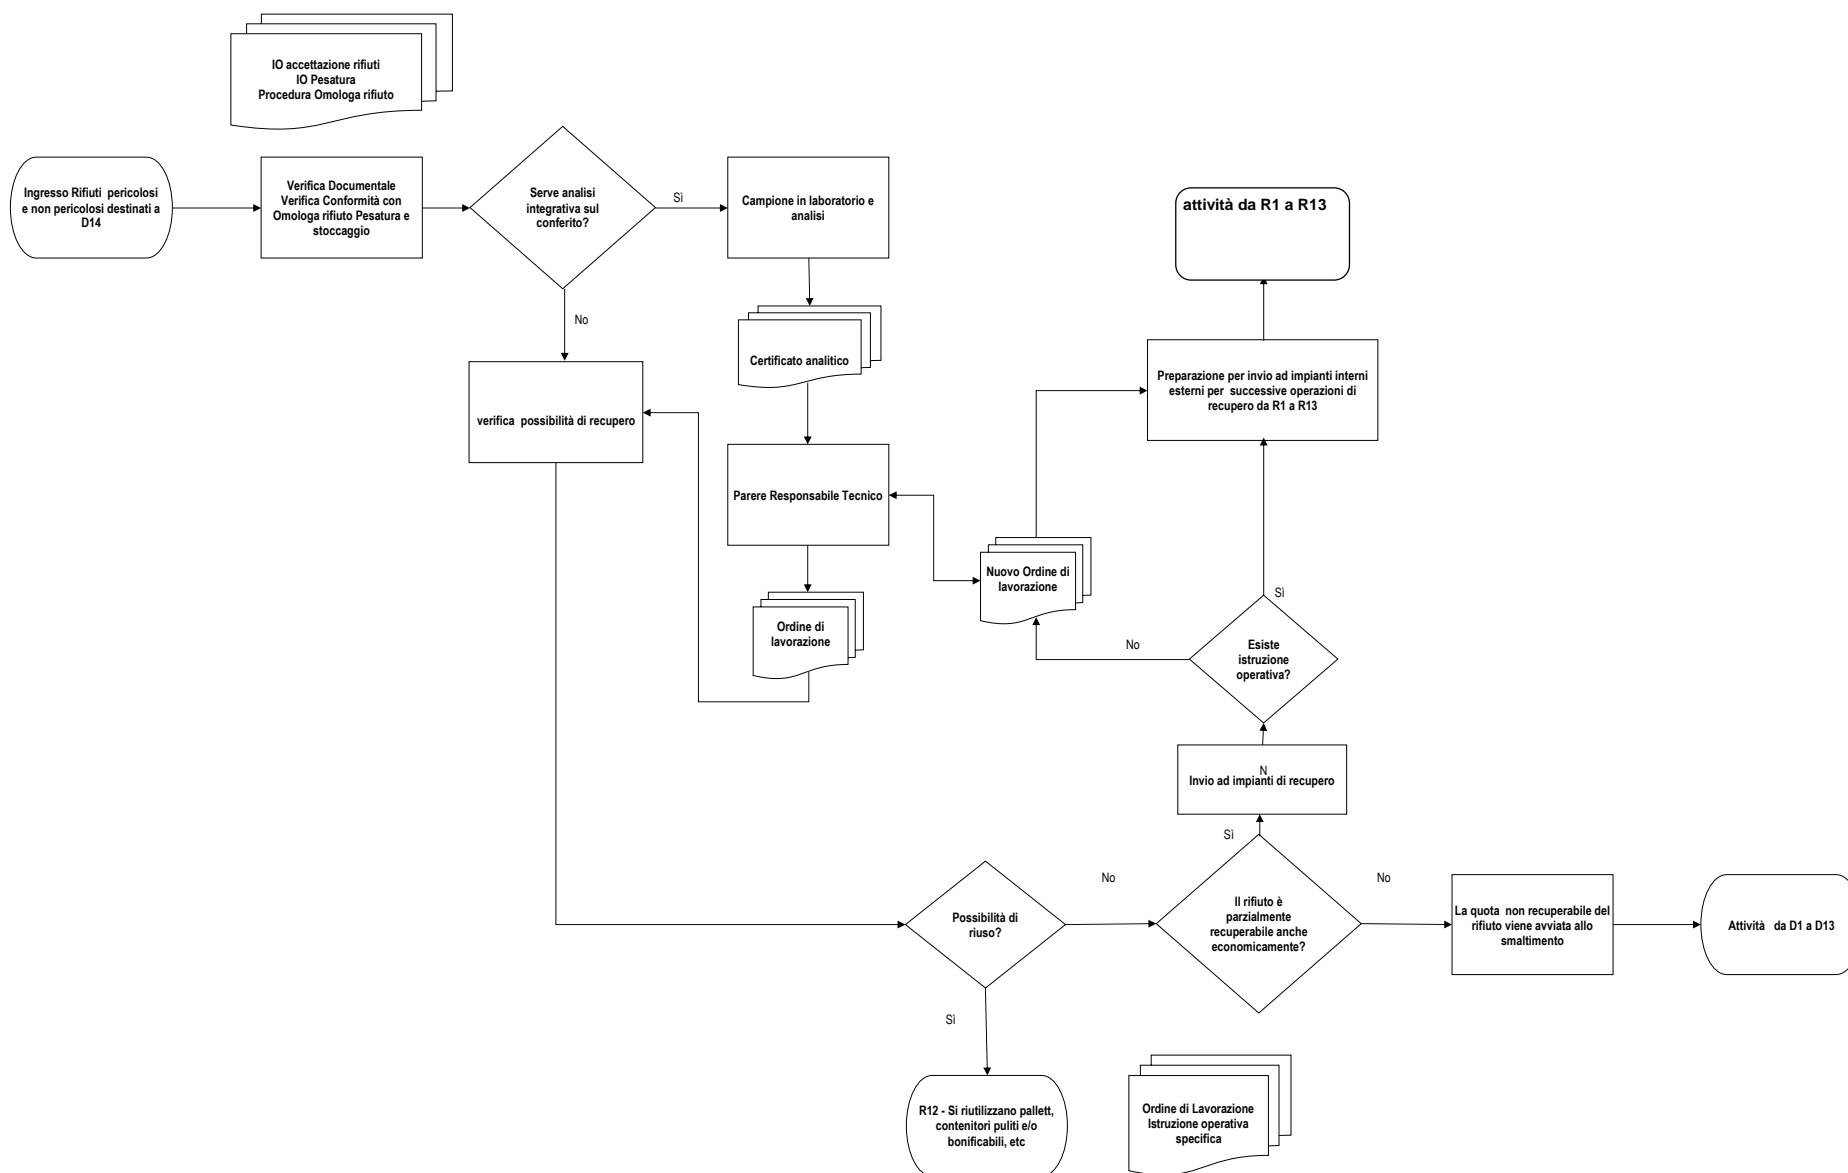 IO accettazione rifiuti
IO Pesatura
Procedura Omologa rifiuto
Ingresso Rifiuti pericolosi
e non pericolosi destinati a
D14
Verifica Documentale
Verifica Conformità con
Omologa rifiuto Pesatura e
stoccaggio
Serve analisi
integrativa sul
conferito?
Sì
Campione in laboratorio e
analisi
attività da R1 a R13
No
Certificato analitico
Preparazione per invio ad impianti interni
esterni per successive operazioni di
recupero da R1 a R13
verifica possibilità di recupero
Parere Responsabile Tecnico
Nuovo Ordine di
lavorazione
Sì
Ordine di
lavorazione
No
Esiste
istruzione
operativa?
N
Invio ad impianti di recupero
Sì
Possibilità di
riuso?
No
Il rifiuto è
parzialmente
recuperabile anche
economicamente?
No
La quota non recuperabile del
rifiuto viene avviata allo
smaltimento
Attività da D1 a D13
Sì
R12 - Si riutilizzano pallett,
contenitori puliti e/o
bonificabili, etc
Ordine di Lavorazione
Istruzione operativa
specifica